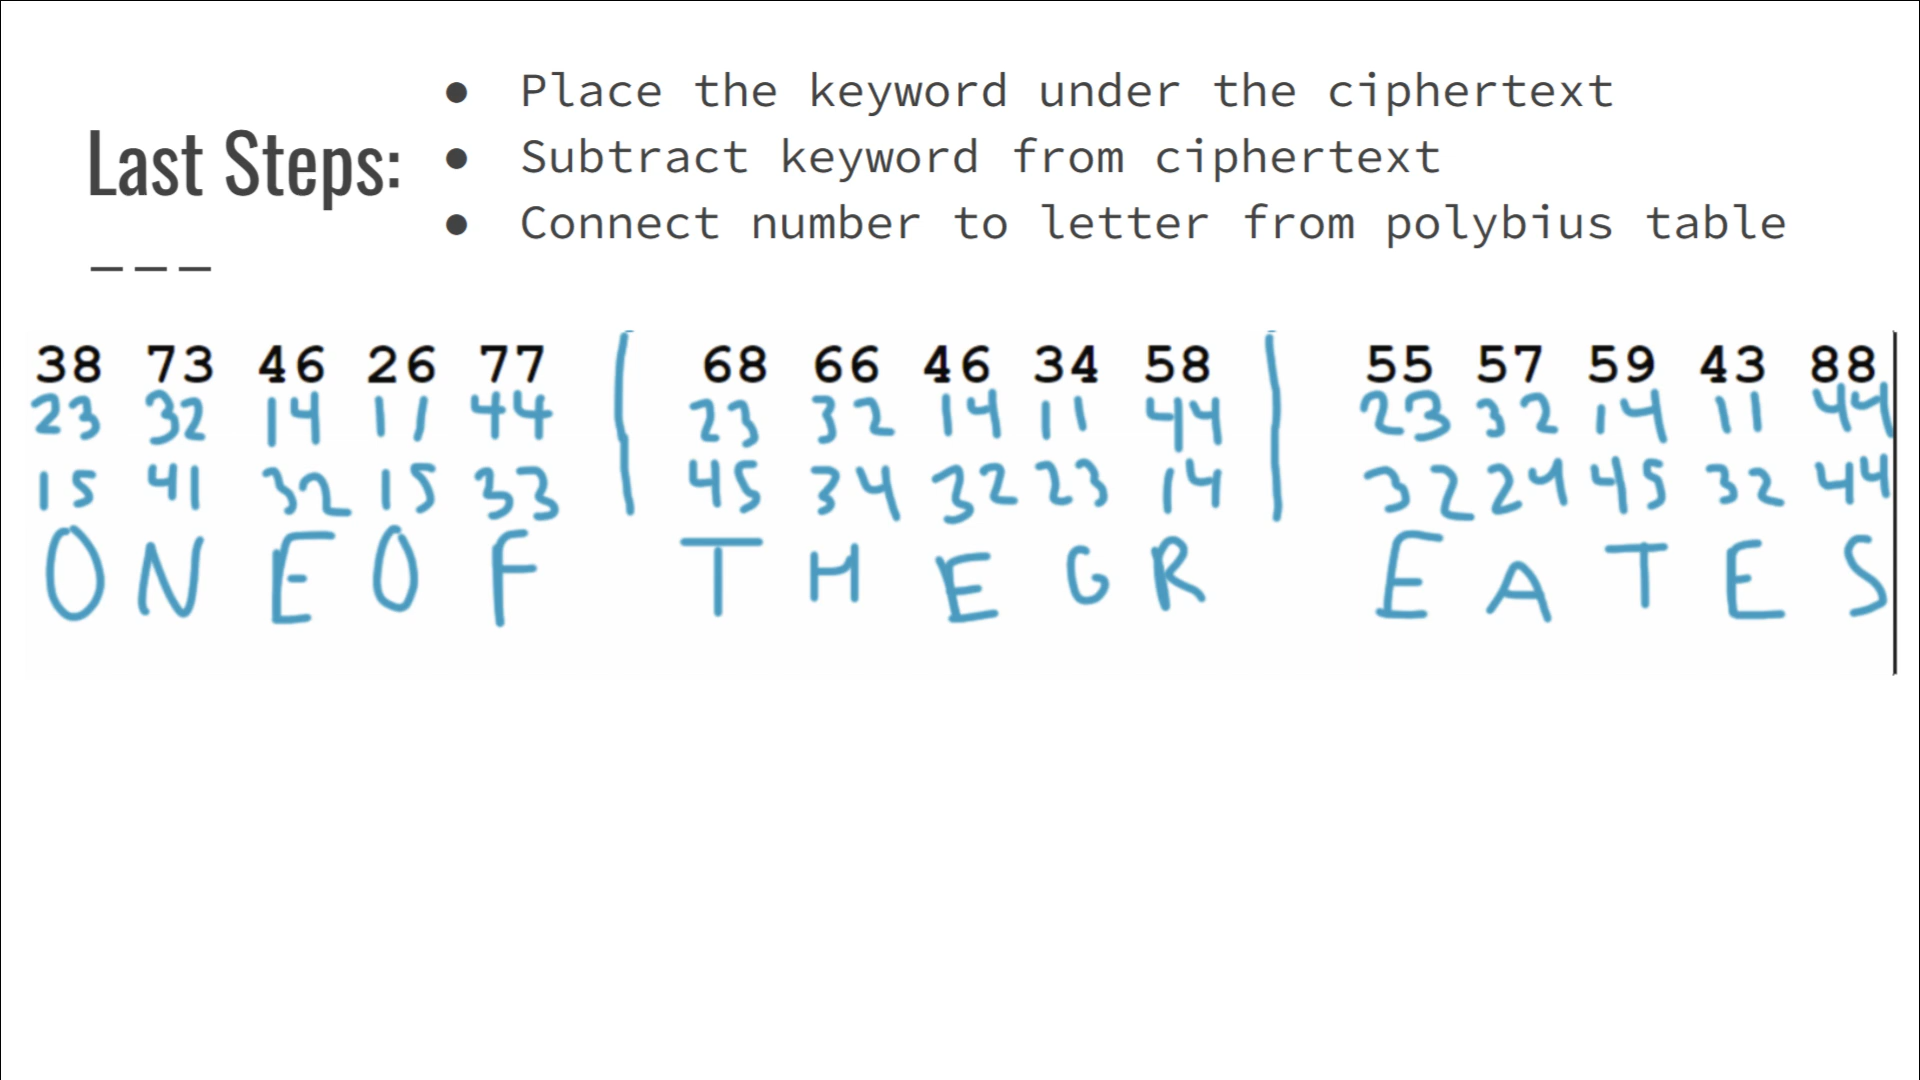 Last Steps:
● Place the keyword under the ciphertext
● Subtract keyword from ciphertext
● Connect number to letter from polybius table
38 73 46 26 77 68 66 46 34 58 55 57 59 43 88
23 32 14 11 44 23 32 14 11 44 23 32 14 11 44
15 41 32 15 33 45 34 32 23 14 32 24 45 32 44
O N E O F T H E G R E A T E S